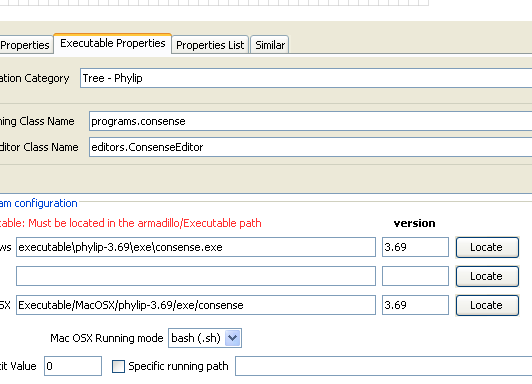 Properties Executable Properties Properties List Similar
ation Category Tree - Phylip
ning Class Name programs.consense
ditor Class Name editors.ConsenseEditor
am configuration
table: Must be located in the armadillo/Executable path version
ws executable\phylip-3.69\exe\consense.exe 3.69 Locate
Locate
SX Executable/MacOSX/phylip-3.69/exe/consense 3.69 Locate
Mac OSX Running mode bash (.sh)
it Value 0 Specific running path